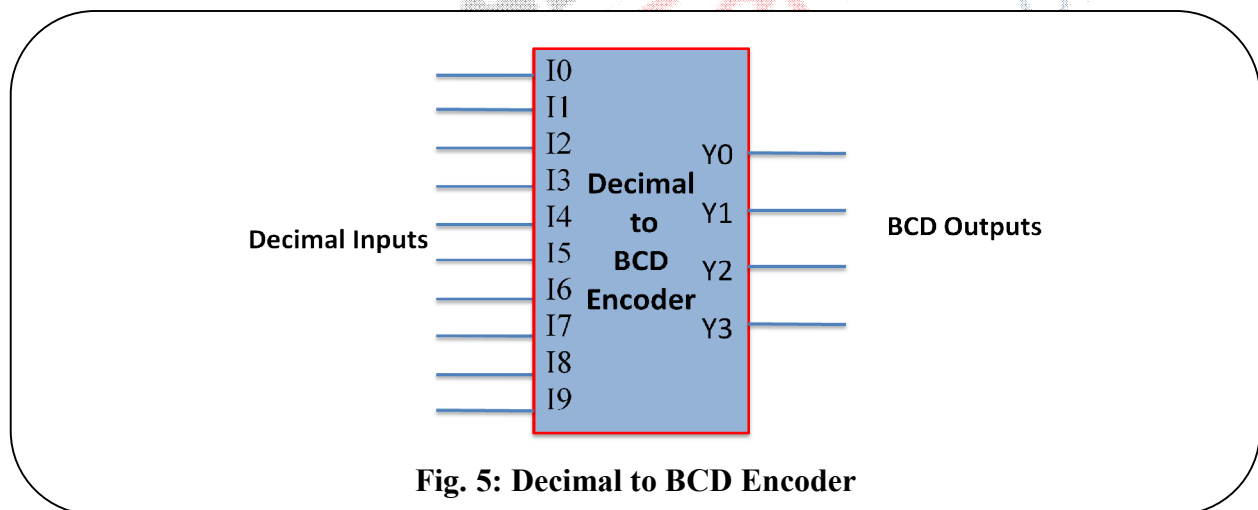 I0
I1
I2
I3
I4
I5
I6
I7
I8
I9
Decimal Inputs
Decimal
to
BCD
Encoder
Y0
Y1
Y2
Y3
BCD Outputs
Fig. 5: Decimal to BCD Encoder